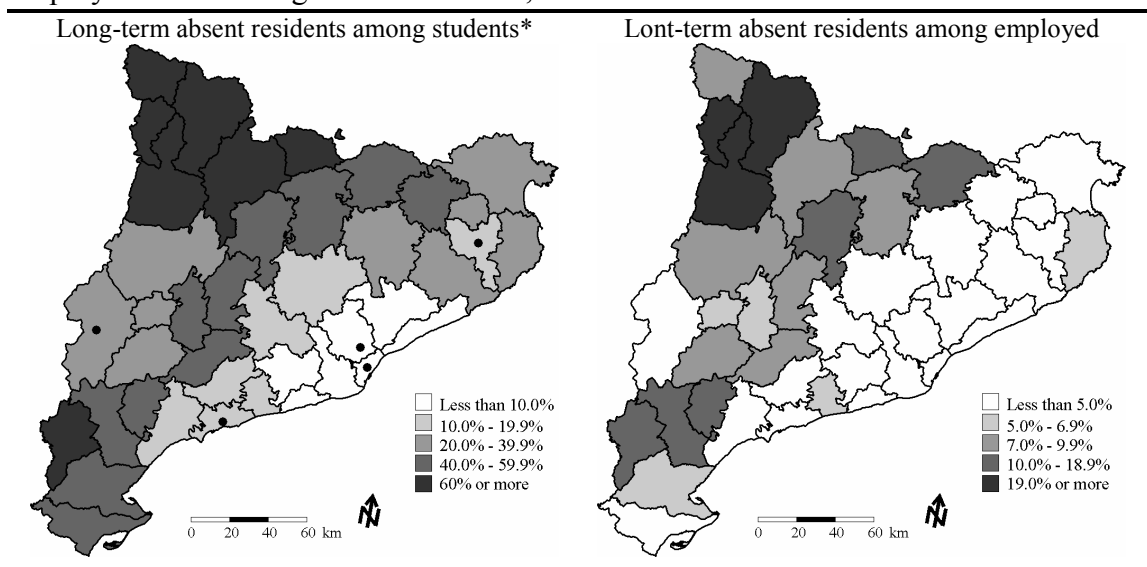 Long-term absent residents among students*
Lont-term absent residents among employed
Less than 10.0%
10.0% - 19.9%
20.0% - 39.9%
40.0% - 59.9%
60% or more
N
0 20 40 60 km
Less than 5.0%
5.0% - 6.9%
7.0% - 9.9%
10.0% - 18.9%
19.0% or more
N
0 20 40 60 km